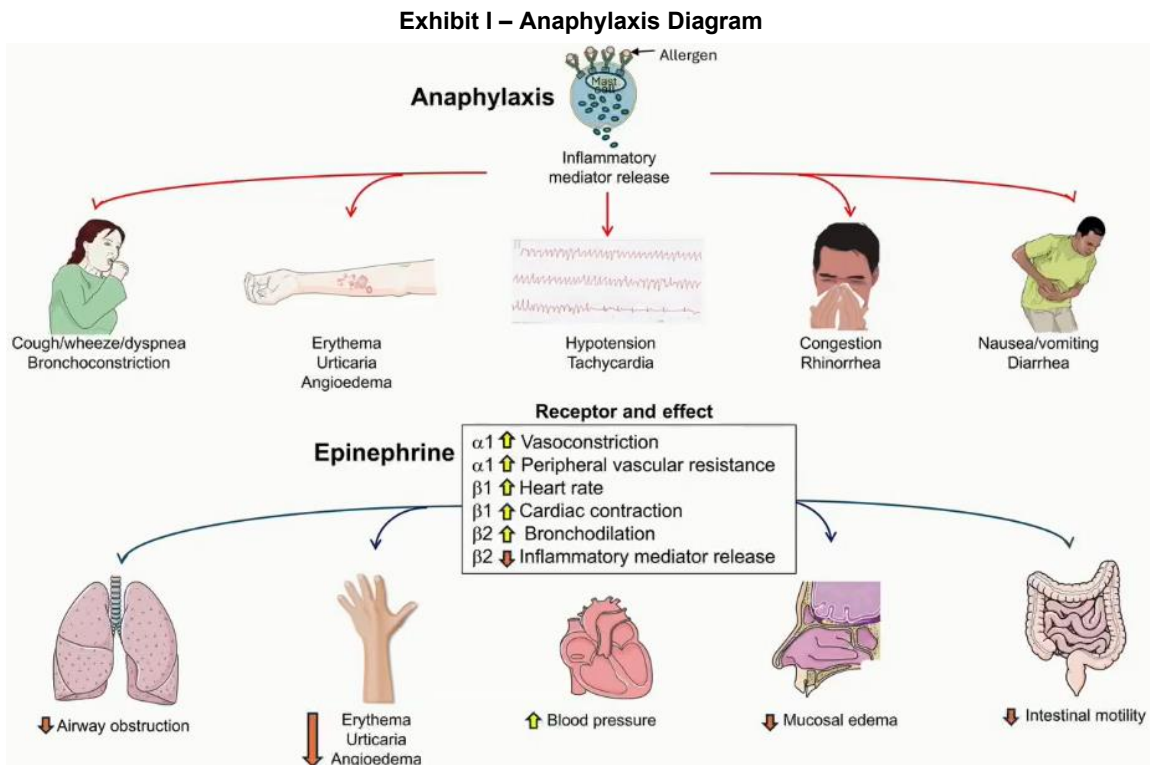 Exhibit I – Anaphylaxis Diagram
Allergen
Mast
cell
Anaphylaxis
Inflammatory
mediator release
Cough/wheeze/dyspnea
Bronchoconstriction
Erythema
Urticaria
Angioedema
II
Hypotension
Tachycardia
Congestion
Rhinorrhea
Nausea/vomiting
Diarrhea
Receptor and effect
Epinephrine
α1 ⬆ Vasoconstriction
α1 ⬆ Peripheral vascular resistance
β1 ⬆ Heart rate
β1 ⬆ Cardiac contraction
β2 ⬆ Bronchodilation
β2 ⬇ Inflammatory mediator release
⬇ Airway obstruction
Erythema
Urticaria
Angioedema
⬆ Blood pressure
⬇ Mucosal edema
⬇ Intestinal motility